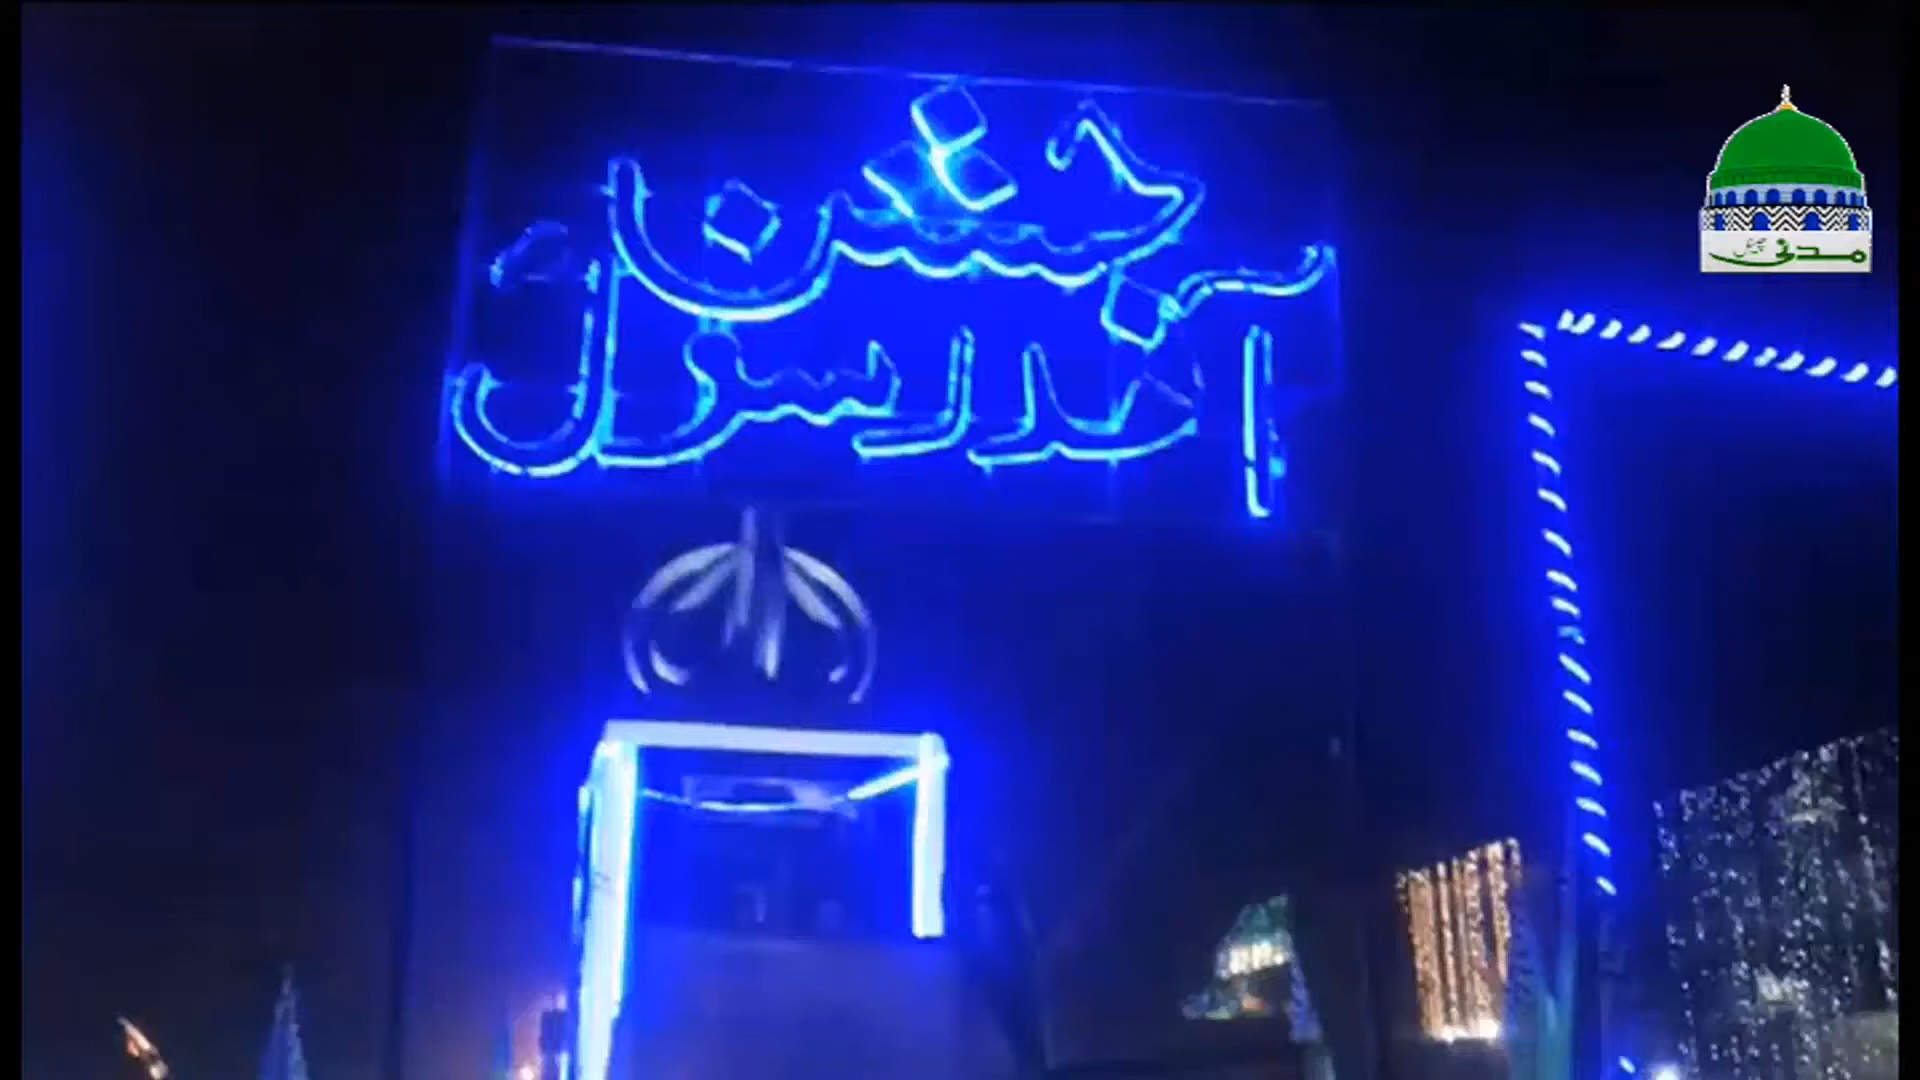 جشن
آمد رسول
مدنی چینل